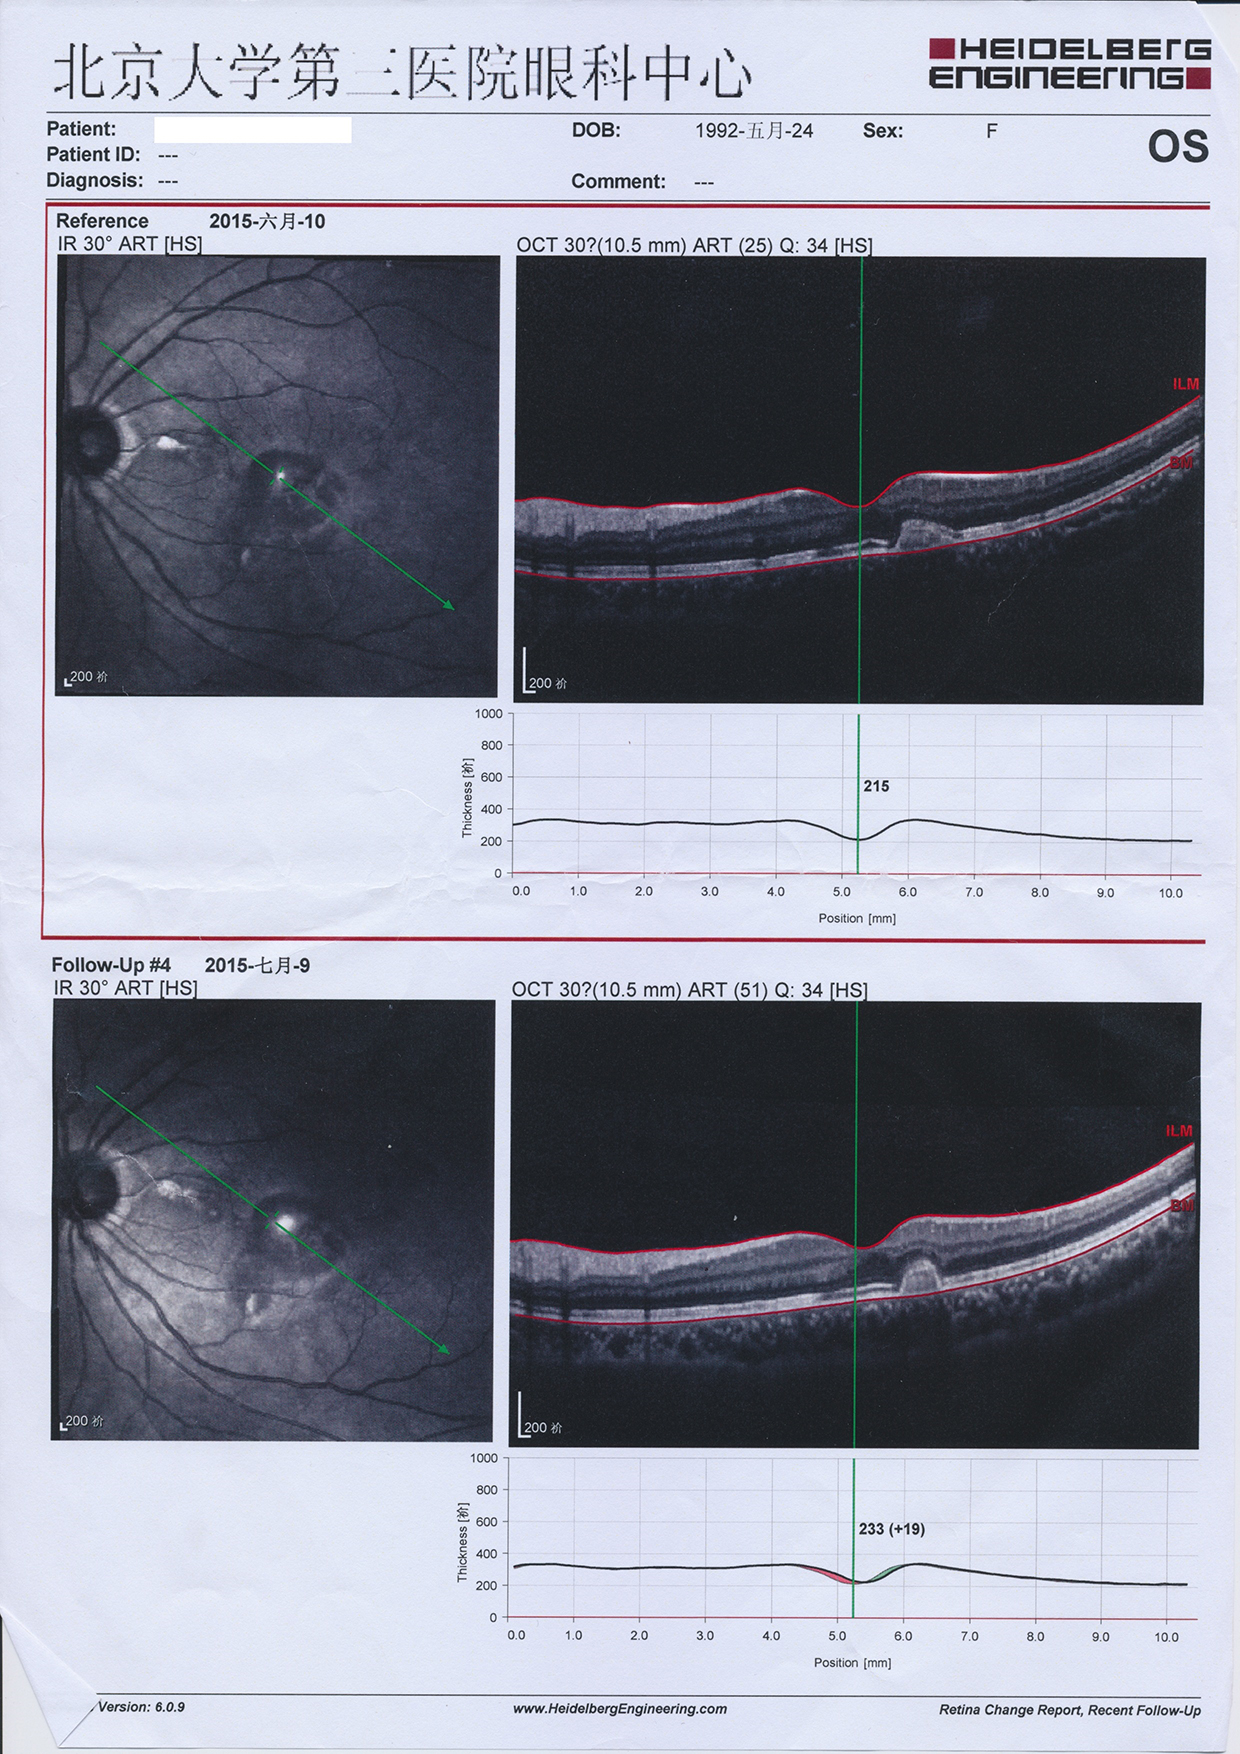 北京大学第三医院眼科中心
HEIDELBERG
ENGINEERING
Patient:
DOB: 1992-五月-24 Sex: F
OS
Patient ID: ---
Diagnosis: --- Comment: ---
Reference 2015-六月-10
IR 30° ART [HS]
OCT 30?(10.5 mm) ART (25) Q: 34 [HS]
ILM
BM
200 祄
200 祄
1000
800
600
400
200
0
Thickness [祄]
215
0.0 1.0 2.0 3.0 4.0 5.0 6.0 7.0 8.0 9.0 10.0
Position [mm]
Follow-Up #4 2015-七月-9
IR 30° ART [HS]
OCT 30?(10.5 mm) ART (51) Q: 34 [HS]
ILM
BM
200 祄
200 祄
1000
800
600
400
200
0
Thickness [祄]
233 (+19)
0.0 1.0 2.0 3.0 4.0 5.0 6.0 7.0 8.0 9.0 10.0
Position [mm]
Version: 6.0.9 www.HeidelbergEngineering.com Retina Change Report, Recent Follow-Up